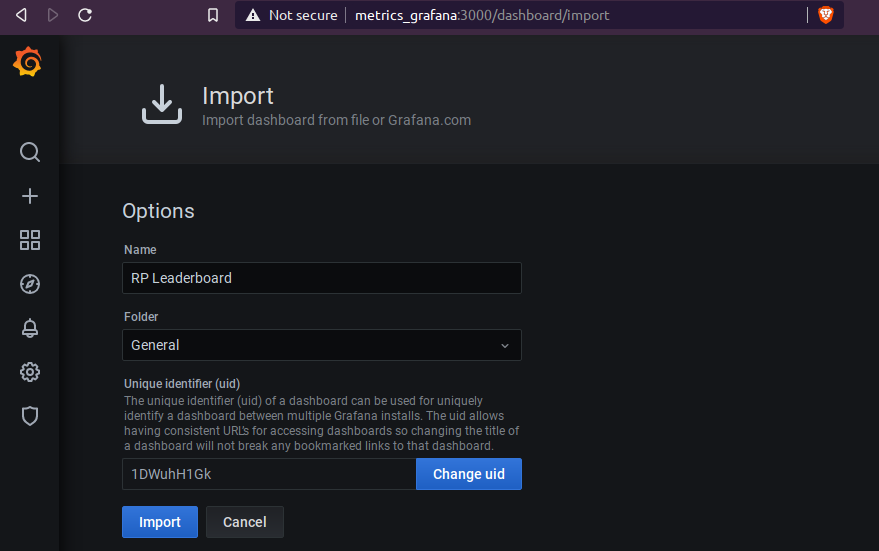 Not secure metrics_grafana:3000/dashboard/import
Import
Import dashboard from file or Grafana.com
Options
Name
RP Leaderboard
Folder
General
Unique identifier (uid)
The unique identifier (uid) of a dashboard can be used for uniquely
identify a dashboard between multiple Grafana installs. The uid allows
having consistent URL's for accessing dashboards so changing the title of
a dashboard will not break any bookmarked links to that dashboard.
1DWuhH1Gk Change uid
Import Cancel